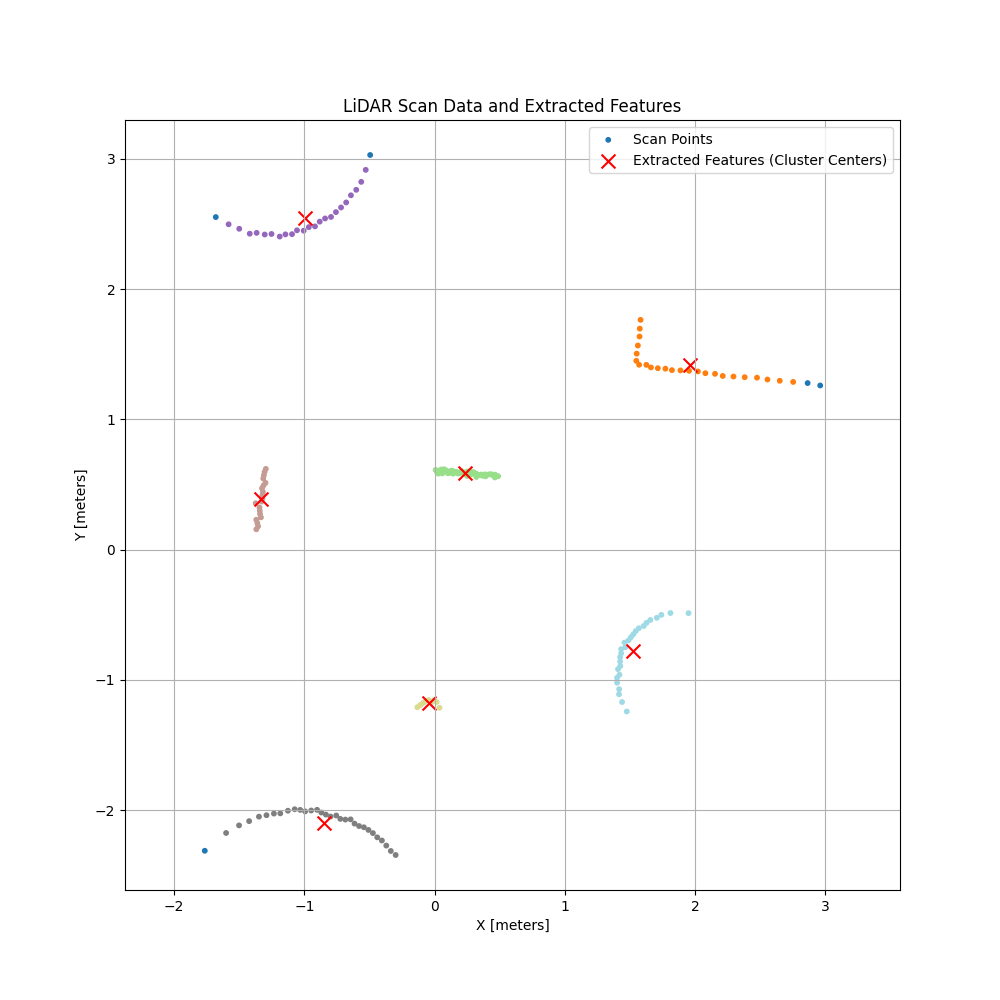 LiDAR Scan Data and Extracted Features
Scan Points
Extracted Features (Cluster Centers)
3
2
1
0
−1
−2
Y [meters]
−2
−1
0
1
2
3
X [meters]